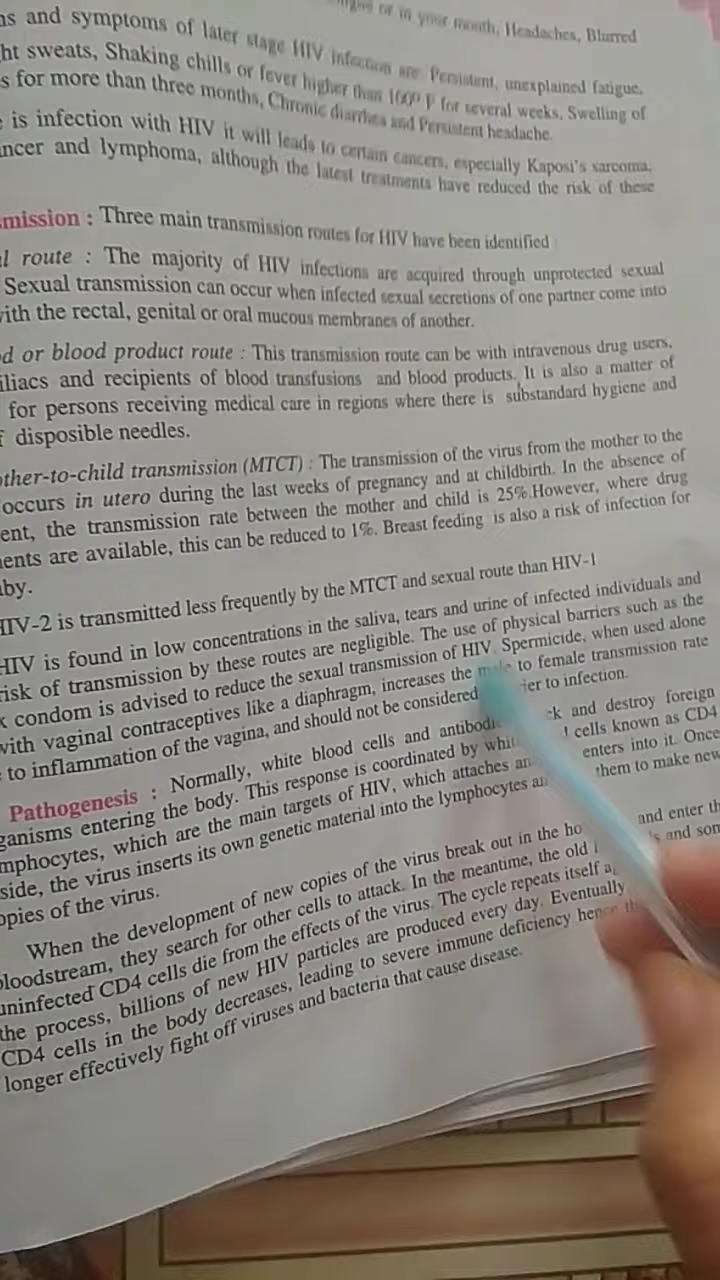 or in your month, Headaches, Blurred
and symptoms of later stage HIV infection are: Persistent, unexplained fatigue,
ht sweats, Shaking chills or fever higher than 100⁰ F for several weeks, Swelling of
s for more than three months, Chronic diarrhea and Persistent headache.
is infection with HIV it will leads to certain cancers, especially Kaposi's sarcoma,
ncer and lymphoma, although the latest treatments have reduced the risk of these
mission : Three main transmission routes for HIV have been identified
l route : The majority of HIV infections are acquired through unprotected sexual
Sexual transmission can occur when infected sexual secretions of one partner come into
ith the rectal, genital or oral mucous membranes of another.
d or blood product route : This transmission route can be with intravenous drug users,
iliacs and recipients of blood transfusions and blood products. It is also a matter of
for persons receiving medical care in regions where there is substandard hygiene and
f disposible needles.
ther-to-child transmission (MTCT) : The transmission of the virus from the mother to the
occurs in utero during the last weeks of pregnancy and at childbirth. In the absence of
ent, the transmission rate between the mother and child is 25%.However, where drug
ents are available, this can be reduced to 1%. Breast feeding is also a risk of infection for
by.
HIV-2 is transmitted less frequently by the MTCT and sexual route than HIV-1
HIV is found in low concentrations in the saliva, tears and urine of infected individuals and
risk of transmission by these routes are negligible. The use of physical barriers such as the
x condom is advised to reduce the sexual transmission of HIV. Spermicide, when used alone
with vaginal contraceptives like a diaphragm, increases the male to female transmission rate
to inflammation of the vagina, and should not be considered ier to infection.
Pathogenesis : Normally, white blood cells and antibodie ck and destroy foreign
ganisms entering the body. This response is coordinated by whit cells known as CD4
mphocytes, which are the main targets of HIV, which attaches an enters into it. Once
side, the virus inserts its own genetic material into the lymphocytes an them to make new
opies of the virus.
When the development of new copies of the virus break out in the ho and enter th
bloodstream, they search for other cells to attack. In the meantime, the old and som
uninfected CD4 cells die from the effects of the virus. The cycle repeats itself a
the process, billions of new HIV particles are produced every day. Eventually
CD4 cells in the body decreases, leading to severe immune deficiency hence th
longer effectively fight off viruses and bacteria that cause disease.